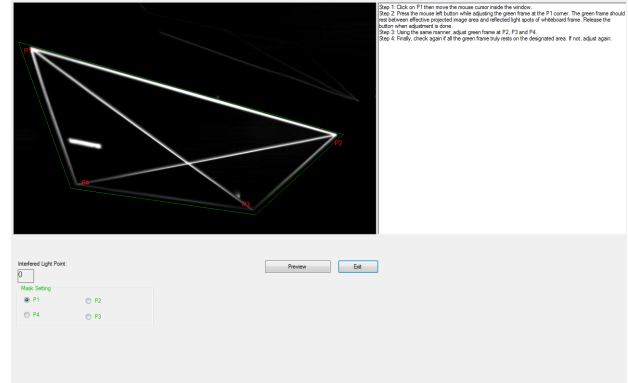 Step 1: Click on P1 then move the mouse cursor inside the window.
Step 2: Press the mouse left button while adjusting the green frame at the P1 corner. The green frame should
rest between effective projected image area and reflected light spots of whiteboard frame. Release the
button when adjustment is done.
Step 3: Using the same manner, adjust green frame at P2, P3 and P4.
Step 4: Finally, check again if all the green frame truly rests on the designated area. If not, adjust again.
P1
P2
P4
P3
Interfered Light Point:
0
Preview
Exit
Mask Setting
P1
P2
P4
P3